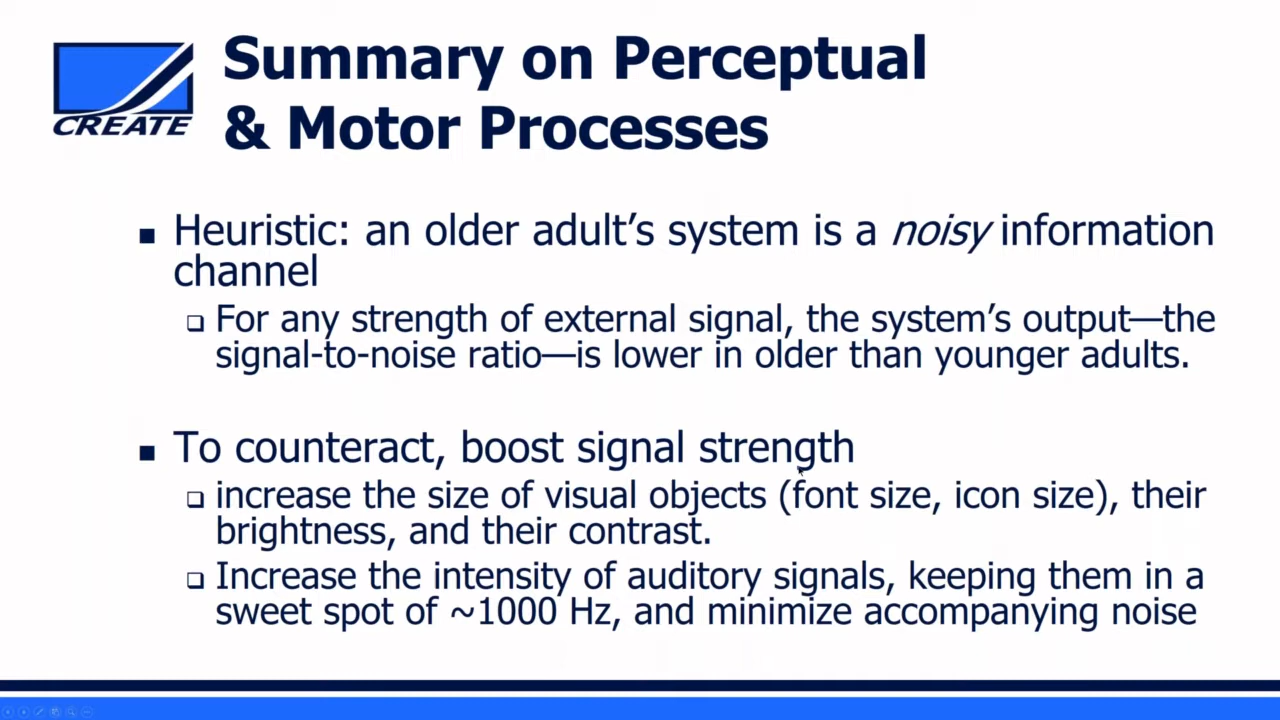 CREATE
Summary on Perceptual
& Motor Processes
Heuristic: an older adult’s system is a noisy information
channel
For any strength of external signal, the system’s output—the
signal-to-noise ratio—is lower in older than younger adults.
To counteract, boost signal strength
increase the size of visual objects (font size, icon size), their
brightness, and their contrast.
Increase the intensity of auditory signals, keeping them in a
sweet spot of ~1000 Hz, and minimize accompanying noise